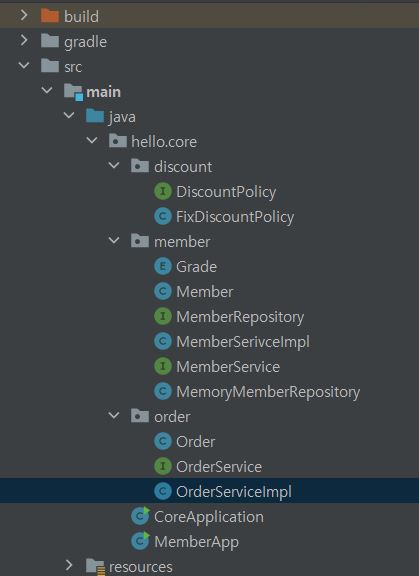 build
gradle
src
main
java
hello.core
discount
I DiscountPolicy
C FixDiscountPolicy
member
E Grade
C Member
I MemberRepository
C MemberSerivceImpl
I MemberService
C MemoryMemberRepository
order
C Order
I OrderService
C OrderServiceImpl
C CoreApplication
C MemberApp
resources